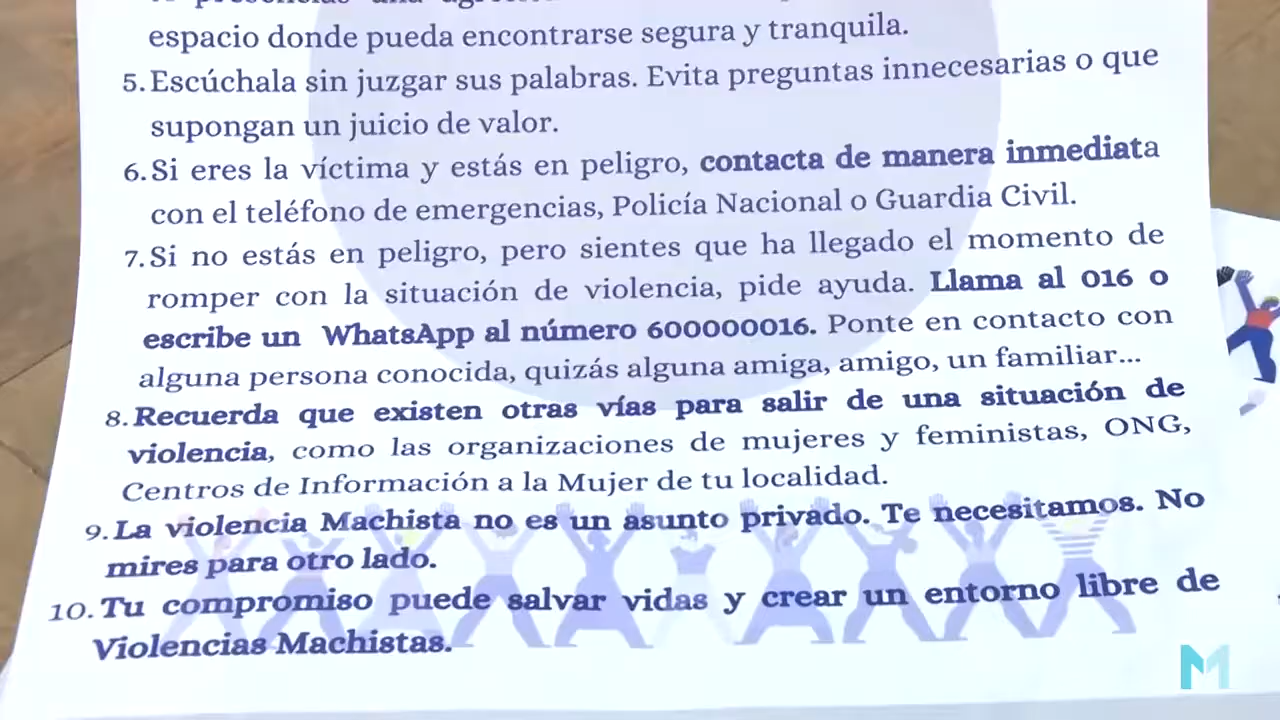 espacio donde pueda encontrarse segura y tranquila.
5. Escúchala sin juzgar sus palabras. Evita preguntas innecesarias o que
supongan un juicio de valor.
6. Si eres la víctima y estás en peligro, contacta de manera inmediata
con el teléfono de emergencias, Policía Nacional o Guardia Civil.
7. Si no estás en peligro, pero sientes que ha llegado el momento de
romper con la situación de violencia, pide ayuda. Llama al 016 o
escribe un WhatsApp al número 600000016. Ponte en contacto con
alguna persona conocida, quizás alguna amiga, amigo, un familiar...
8. Recuerda que existen otras vías para salir de una situación de
violencia, como las organizaciones de mujeres y feministas, ONG,
Centros de Información a la Mujer de tu localidad.
9. La violencia Machista no es un asunto privado. Te necesitamos. No
mires para otro lado.
10. Tu compromiso puede salvar vidas y crear un entorno libre de
Violencias Machistas.
M